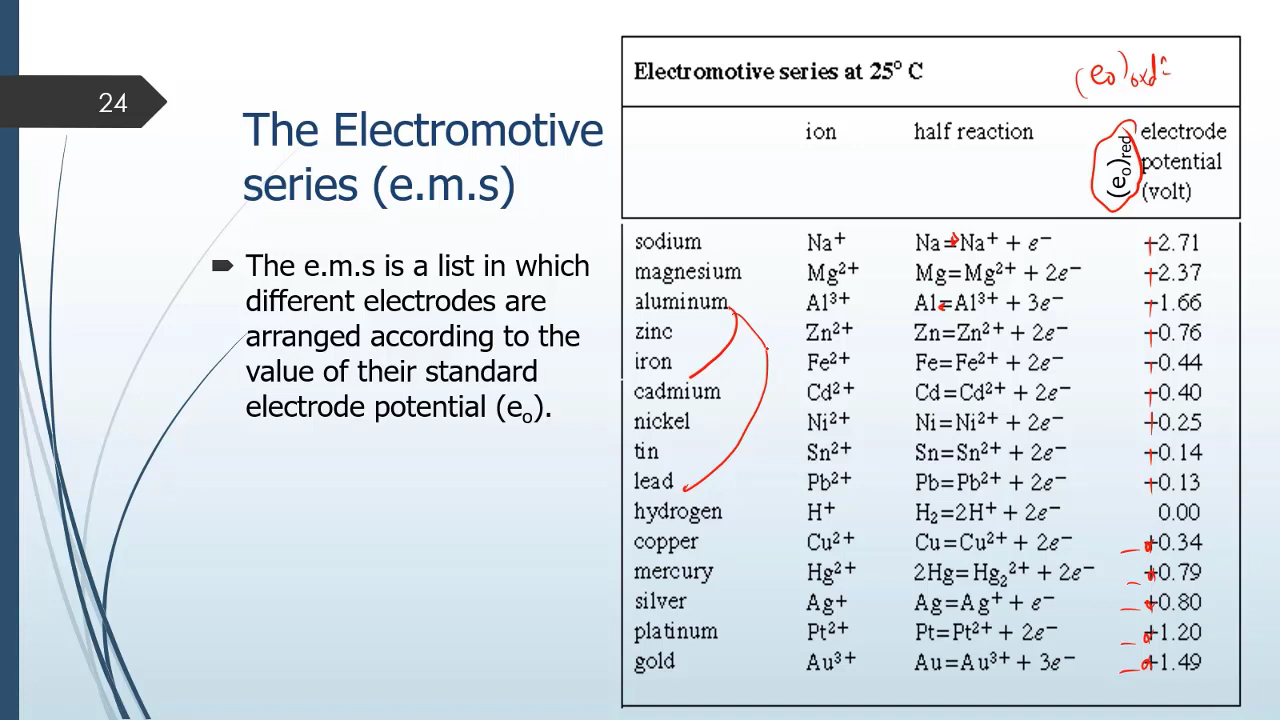 24
The Electromotive
series (e.m.s)
The e.m.s is a list in which
different electrodes are
arranged according to the
value of their standard
electrode potential (eₒ).
Electromotive series at 25° C
(eₒ)
ion half reaction (eₒ)red electrode
potential
(volt)
sodium Na⁺ Na=Na⁺ + e⁻ +2.71
magnesium Mg²⁺ Mg=Mg²⁺ + 2e⁻ +2.37
aluminum Al³⁺ Al=Al³⁺ + 3e⁻ +1.66
zinc Zn²⁺ Zn=Zn²⁺ + 2e⁻ +0.76
iron Fe²⁺ Fe=Fe²⁺ + 2e⁻ +0.44
cadmium Cd²⁺ Cd=Cd²⁺ + 2e⁻ +0.40
nickel Ni²⁺ Ni=Ni²⁺ + 2e⁻ +0.25
tin Sn²⁺ Sn=Sn²⁺ + 2e⁻ +0.14
lead Pb²⁺ Pb=Pb²⁺ + 2e⁻ +0.13
hydrogen H⁺ H₂=2H⁺ + 2e⁻ 0.00
copper Cu²⁺ Cu=Cu²⁺ + 2e⁻ –0.34
mercury Hg²⁺ 2Hg=Hg₂²⁺ + 2e⁻ –0.79
silver Ag+ Ag=Ag⁺ + e⁻ –0.80
platinum Pt²⁺ Pt=Pt²⁺ + 2e⁻ –1.20
gold Au³⁺ Au=Au³⁺ + 3e⁻ –1.49